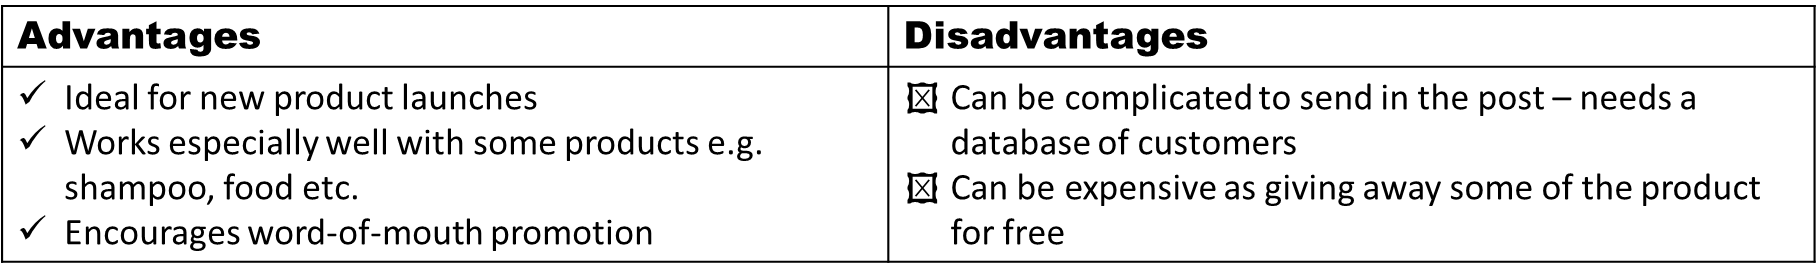 Advantages
Disadvantages
✓ Ideal for new product launches
✓ Works especially well with some products e.g.
shampoo, food etc.
✓ Encourages word-of-mouth promotion
☒ Can be complicated to send in the post – needs a
database of customers
☒ Can be expensive as giving away some of the product
for free